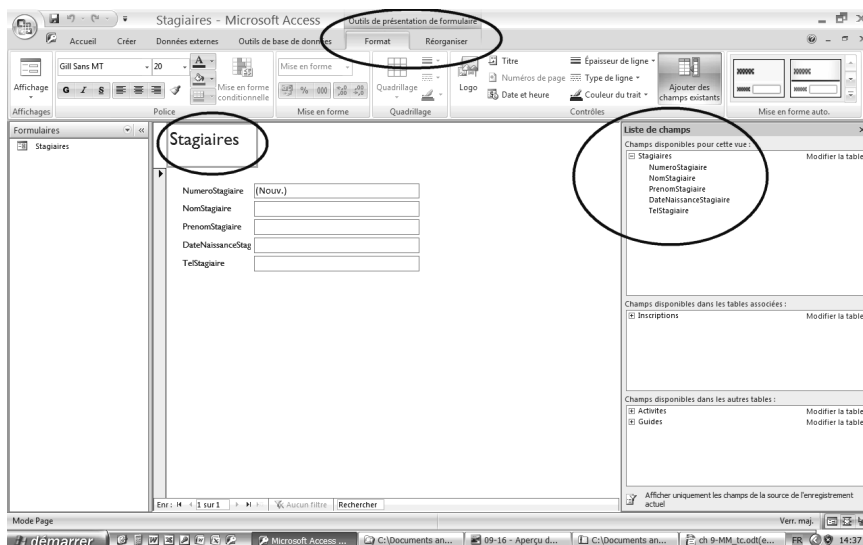 Stagiaires - Microsoft Access
Outils de présentation de formulaire
Accueil Créer Données externes Outils de base de données Format Réorganiser
Affichage
Gill Sans MT 20
G I S
Mise en forme conditionnelle
Mise en forme
% 000
Quadrillage
Logo
Titre
Numéros de page
Date et heure
Épaisseur de ligne
Type de ligne
Couleur du trait
Ajouter des champs existants
Affichages Police Mise en forme Quadrillage Contrôles Mise en forme auto.
Formulaires
Stagiaires
Stagiaires
NumeroStagiaire (Nouv.)
NomStagiaire
PrenomStagiaire
DateNaissanceStag
TelStagiaire
Liste de champs
Champs disponibles pour cette vue :
Stagiaires Modifier la table
NumeroStagiaire
NomStagiaire
PrenomStagiaire
DateNaissanceStagiaire
TelStagiaire
Champs disponibles dans les tables associées :
Inscriptions Modifier la table
Champs disponibles dans les autres tables :
Activites Modifier la table
Guides Modifier la table
Afficher uniquement les champs de la source de l'enregistrement actuel
Enr : 1 sur 1 Aucun filtre Rechercher
Mode Page Verr. maj.
démarrer Microsoft Access ... C:\Documents an... 09-16 - Aperçu d... C:\Documents an... ch 9-MM_tc.odt(e... FR 14:37